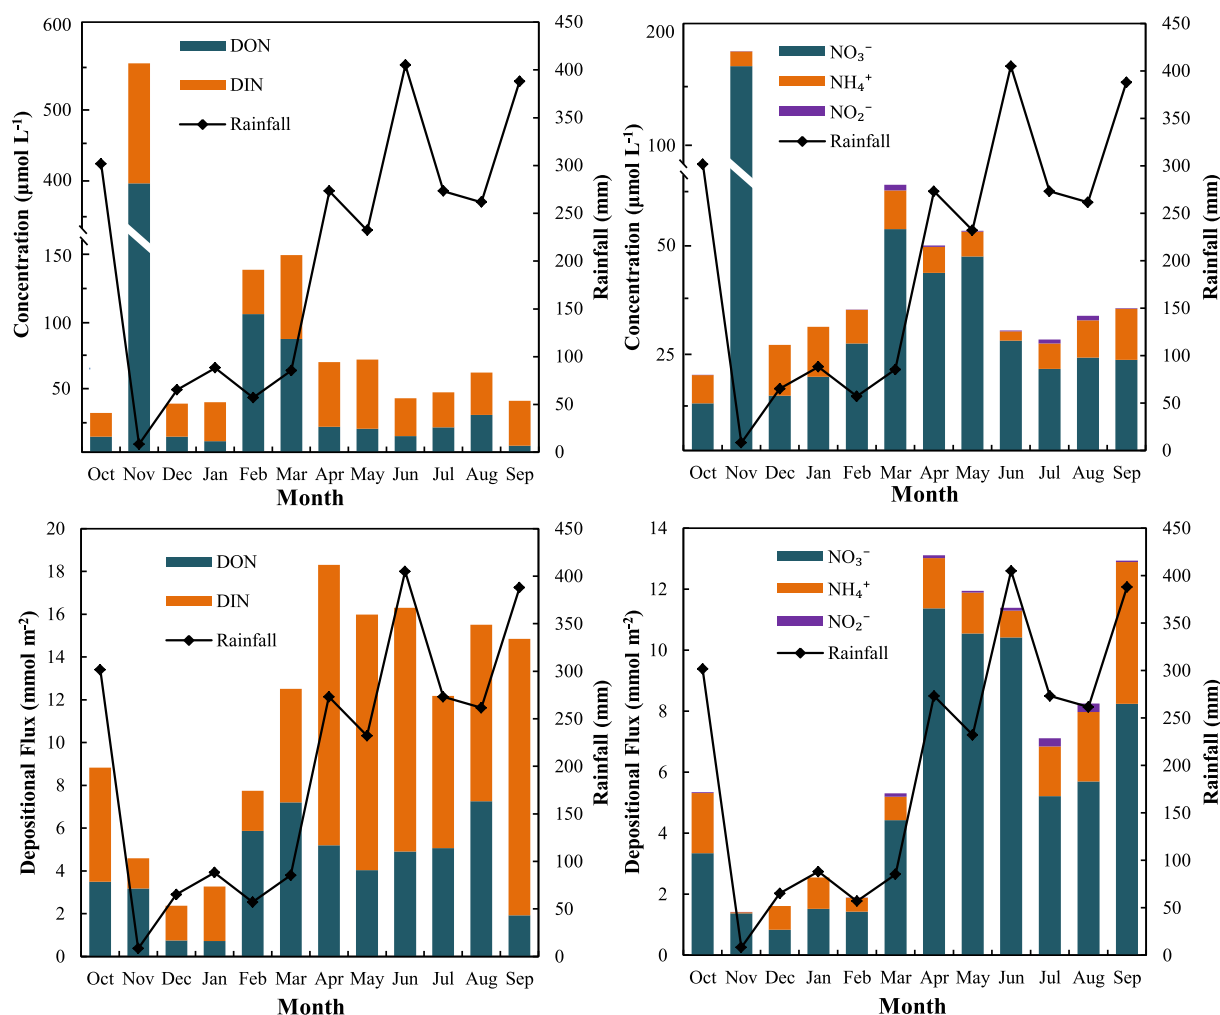 600
500
400
150
100
50
Concentration (μmol L⁻¹)
DON
DIN
Rainfall
450
400
350
300
250
200
150
100
50
0
Rainfall (mm)
Oct Nov Dec Jan Feb Mar Apr May Jun Jul Aug Sep
Month
200
100
50
25
Concentration (μmol L⁻¹)
NO₃⁻
NH₄⁺
NO₂⁻
Rainfall
450
400
350
300
250
200
150
100
50
0
Rainfall (mm)
Oct Nov Dec Jan Feb Mar Apr May Jun Jul Aug Sep
Month
20
18
16
14
12
10
8
6
4
2
0
Depositional Flux (mmol m⁻²)
DON
DIN
Rainfall
450
400
350
300
250
200
150
100
50
0
Rainfall (mm)
Oct Nov Dec Jan Feb Mar Apr May Jun Jul Aug Sep
Month
14
12
10
8
6
4
2
0
Depositional Flux (mmol m⁻²)
NO₃⁻
NH₄⁺
NO₂⁻
Rainfall
450
400
350
300
250
200
150
100
50
0
Rainfall (mm)
Oct Nov Dec Jan Feb Mar Apr May Jun Jul Aug Sep
Month